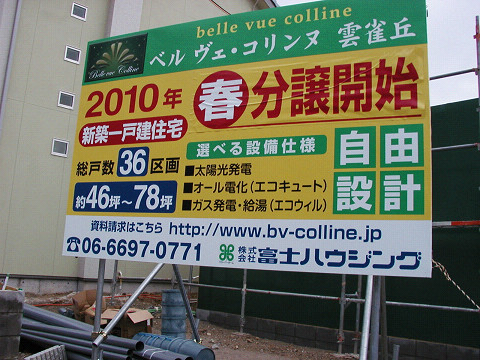 belle vue colline
Belle vue Colline
ベル ヴェ・コリンヌ 雲雀丘
2010年 春 分譲開始
新築一戸建住宅
総戸数 36 区画
約46坪～78坪
選べる設備仕様
■太陽光発電
■オール電化(エコキュート)
■ガス発電・給湯(エコウィル)
自由
設計
資料請求はこちら http://www.bv-colline.jp
☎06-6697-0771 株式会社 富士ハウジング